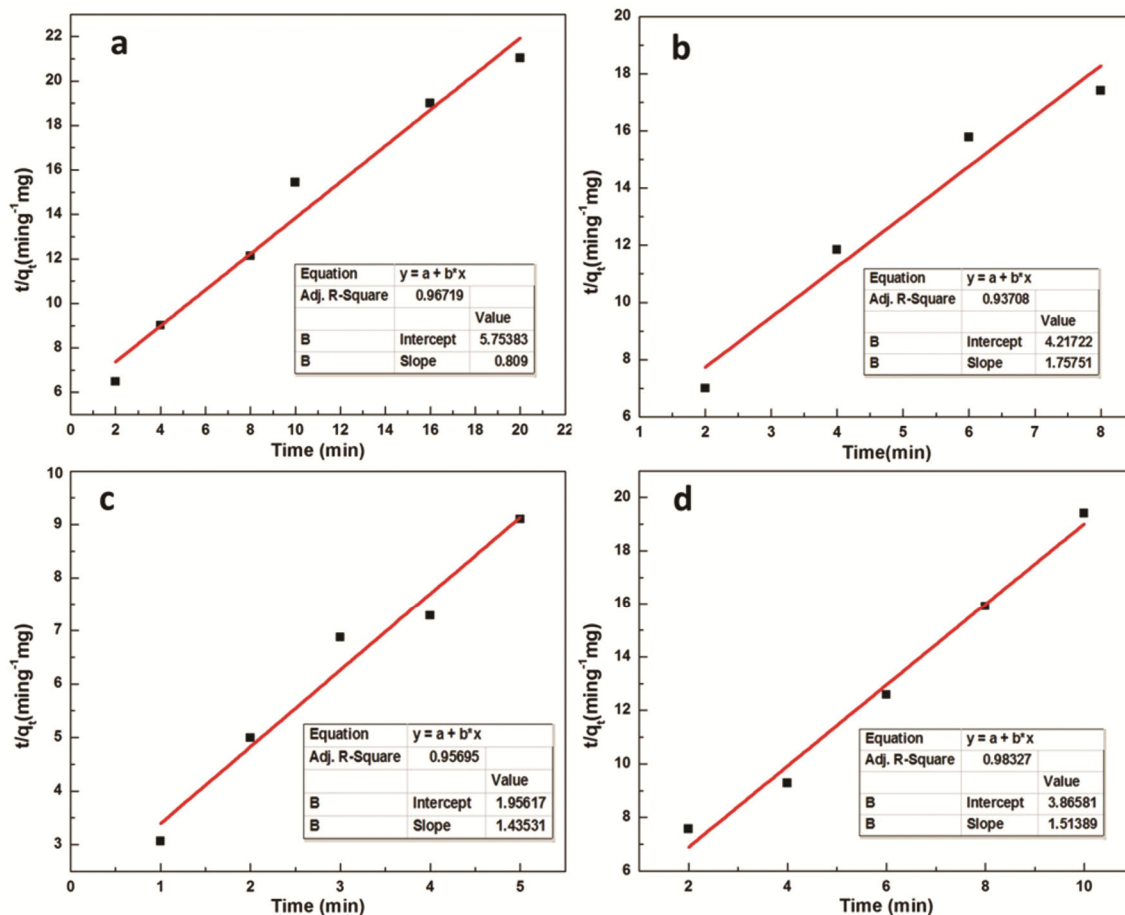 a
t/qt(ming-1mg)
22
20
18
16
14
12
10
8
6
0 2 4 6 8 10 12 14 16 18 20 22
Time (min)
Equation y = a + b*x
Adj. R-Square 0.96719
Value
B Intercept 5.75383
B Slope 0.809
b
t/qt(ming-1mg)
20
18
16
14
12
10
8
6
1 2 3 4 5 6 7 8
Time(min)
Equation y = a + b*x
Adj. R-Square 0.93708
Value
B Intercept 4.21722
B Slope 1.75751
c
t/qt(ming-1mg)
10
9
8
7
6
5
4
3
0 1 2 3 4 5
Time (min)
Equation y = a + b*x
Adj. R-Square 0.95695
Value
B Intercept 1.95617
B Slope 1.43531
d
t/qt(ming-1mg)
20
18
16
14
12
10
8
6
2 4 6 8 10
Time (min)
Equation y = a + b*x
Adj. R-Square 0.98327
Value
B Intercept 3.86581
B Slope 1.51389